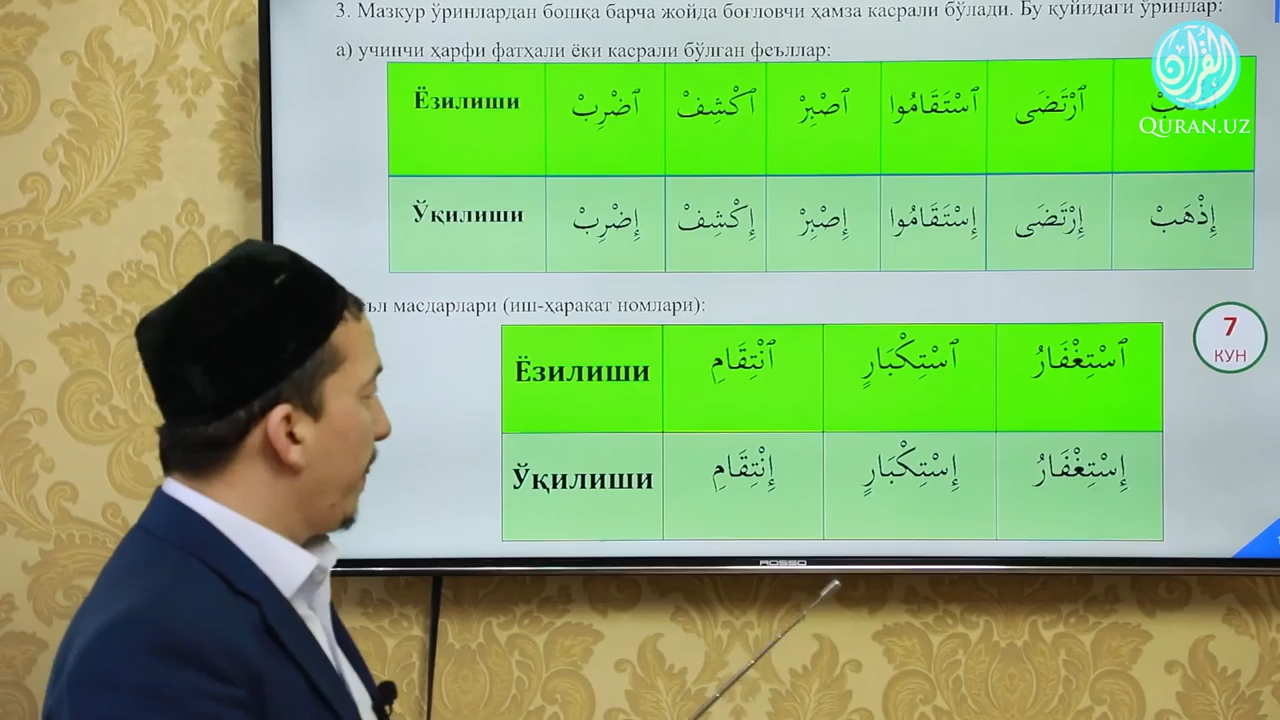 3. Мазкур ўринлардан бошқа барча жойда боғловчи ҳамза касрали бўлади. Бу қуйидаги ўринлар:
а) учинчи ҳарфи фатҳали ёки касрали бўлган феъллар:
Ёзилиши ٱضْرِبْ ٱكْشِفْ ٱصْبِرْ ٱسْتَقَامُوا ٱرْتَضَى
Ўқилиши إِضْرِبْ إِكْشِفْ إِصْبِرْ إِسْتَقَامُوا إِرْتَضَى إِذْهَبْ
масдарлари (иш-ҳаракат номлари):
Ёзилиши ٱنْتِقَامِ ٱسْتِكْبَارٍ ٱسْتِغْفَارُ
Ўқилиши إِنْتِقَامِ إِسْتِكْبَارٍ إِسْتِغْفَارُ
7
КУН
القرآن
QURAN.UZ
ROSSO